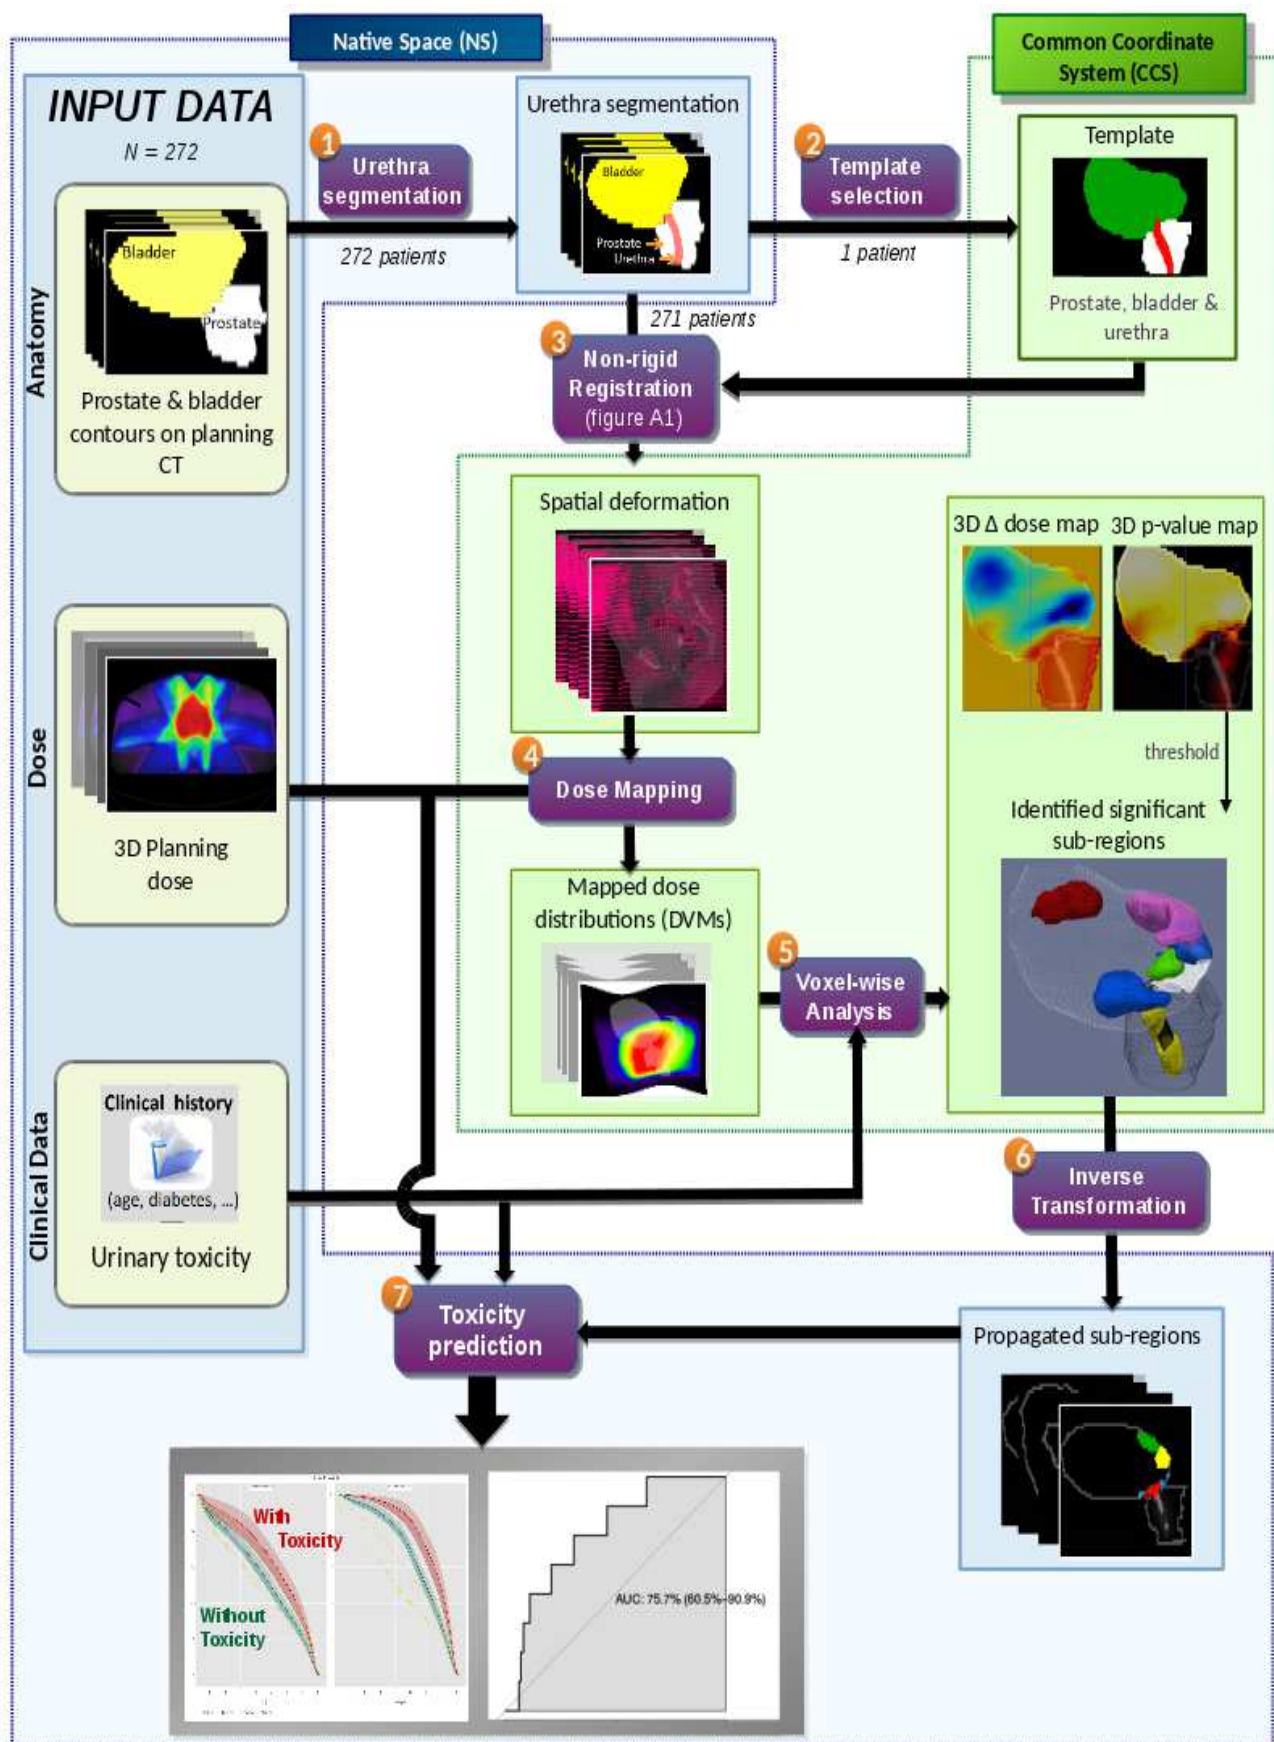 Native Space (NS)
Common Coordinate
System (CCS)
INPUT DATA
N = 272
Anatomy
Bladder
Prostate
Prostate & bladder
contours on planning
CT
1
Urethra
segmentation
272 patients
Urethra segmentation
Bladder
Prostate
Urethra
2
Template
selection
1 patient
Template
Prostate, bladder &
urethra
271 patients
3
Non-rigid
Registration
(figure A1)
Spatial deformation
3D Δ dose map
3D p-value map
threshold
Identified significant
sub-regions
Dose
3D Planning
dose
4
Dose Mapping
Mapped dose
distributions (DVMs)
5
Voxel-wise
Analysis
Clinical Data
Clinical history
(age, diabetes, ...)
Urinary toxicity
6
Inverse
Transformation
7
Toxicity
prediction
Propagated sub-regions
With
Toxicity
Without
Toxicity
AUC: 75.7% (60.5%–90.9%)